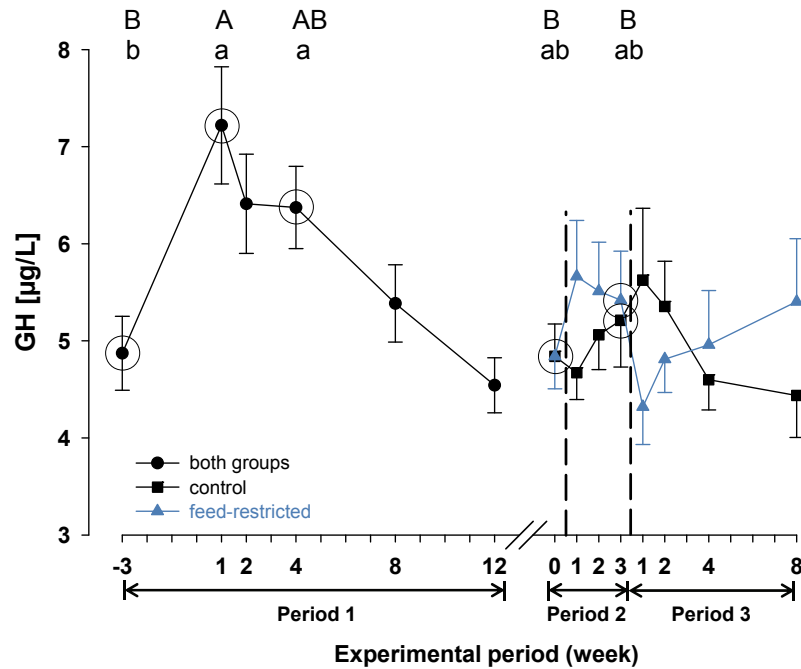 B A AB B B
b a a ab ab
8
7
6
5
4
3
GH [µg/L]
both groups
control
feed-restricted
-3 1 2 4 8 12 0 1 2 3 1 2 4 8
Period 1 Period 2 Period 3
Experimental period (week)